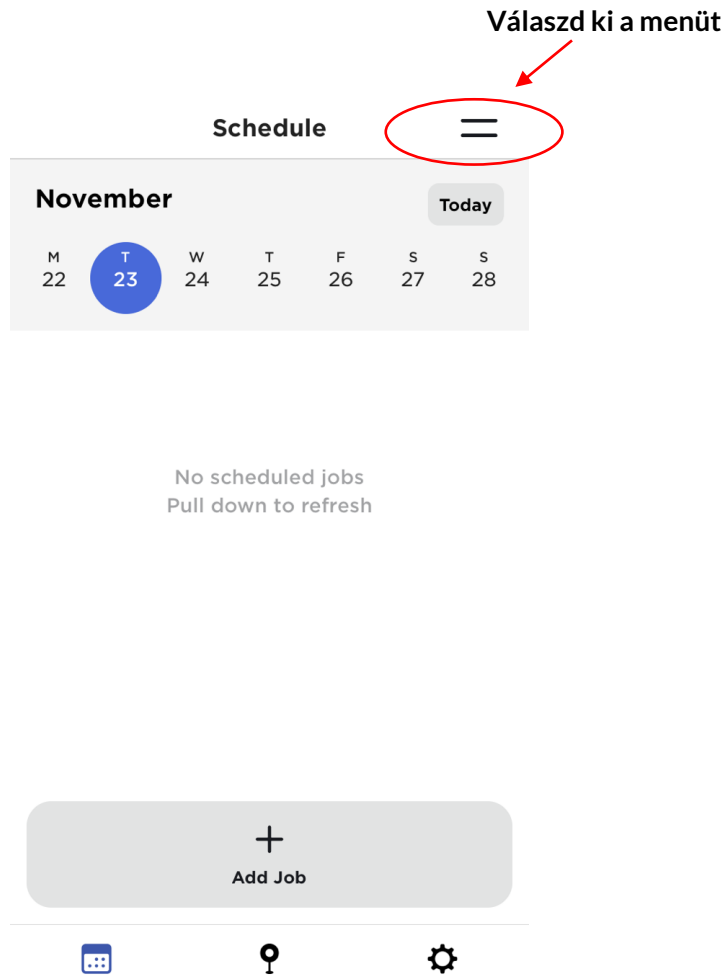 Válaszd ki a menüt
Schedule
November
Today
M T W T F S S
22 23 24 25 26 27 28
No scheduled jobs
Pull down to refresh
Add Job